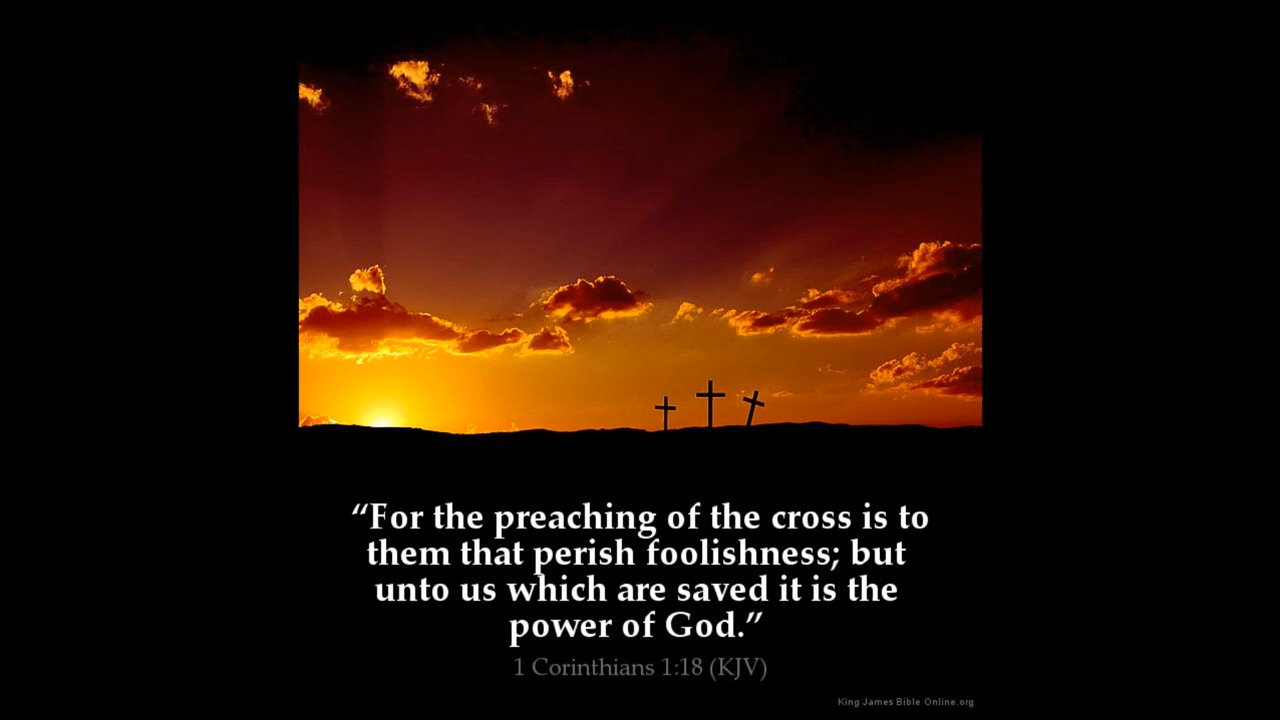 “For the preaching of the cross is to
them that perish foolishness; but
unto us which are saved it is the
power of God.”
1 Corinthians 1:18 (KJV)
King James Bible Online.org